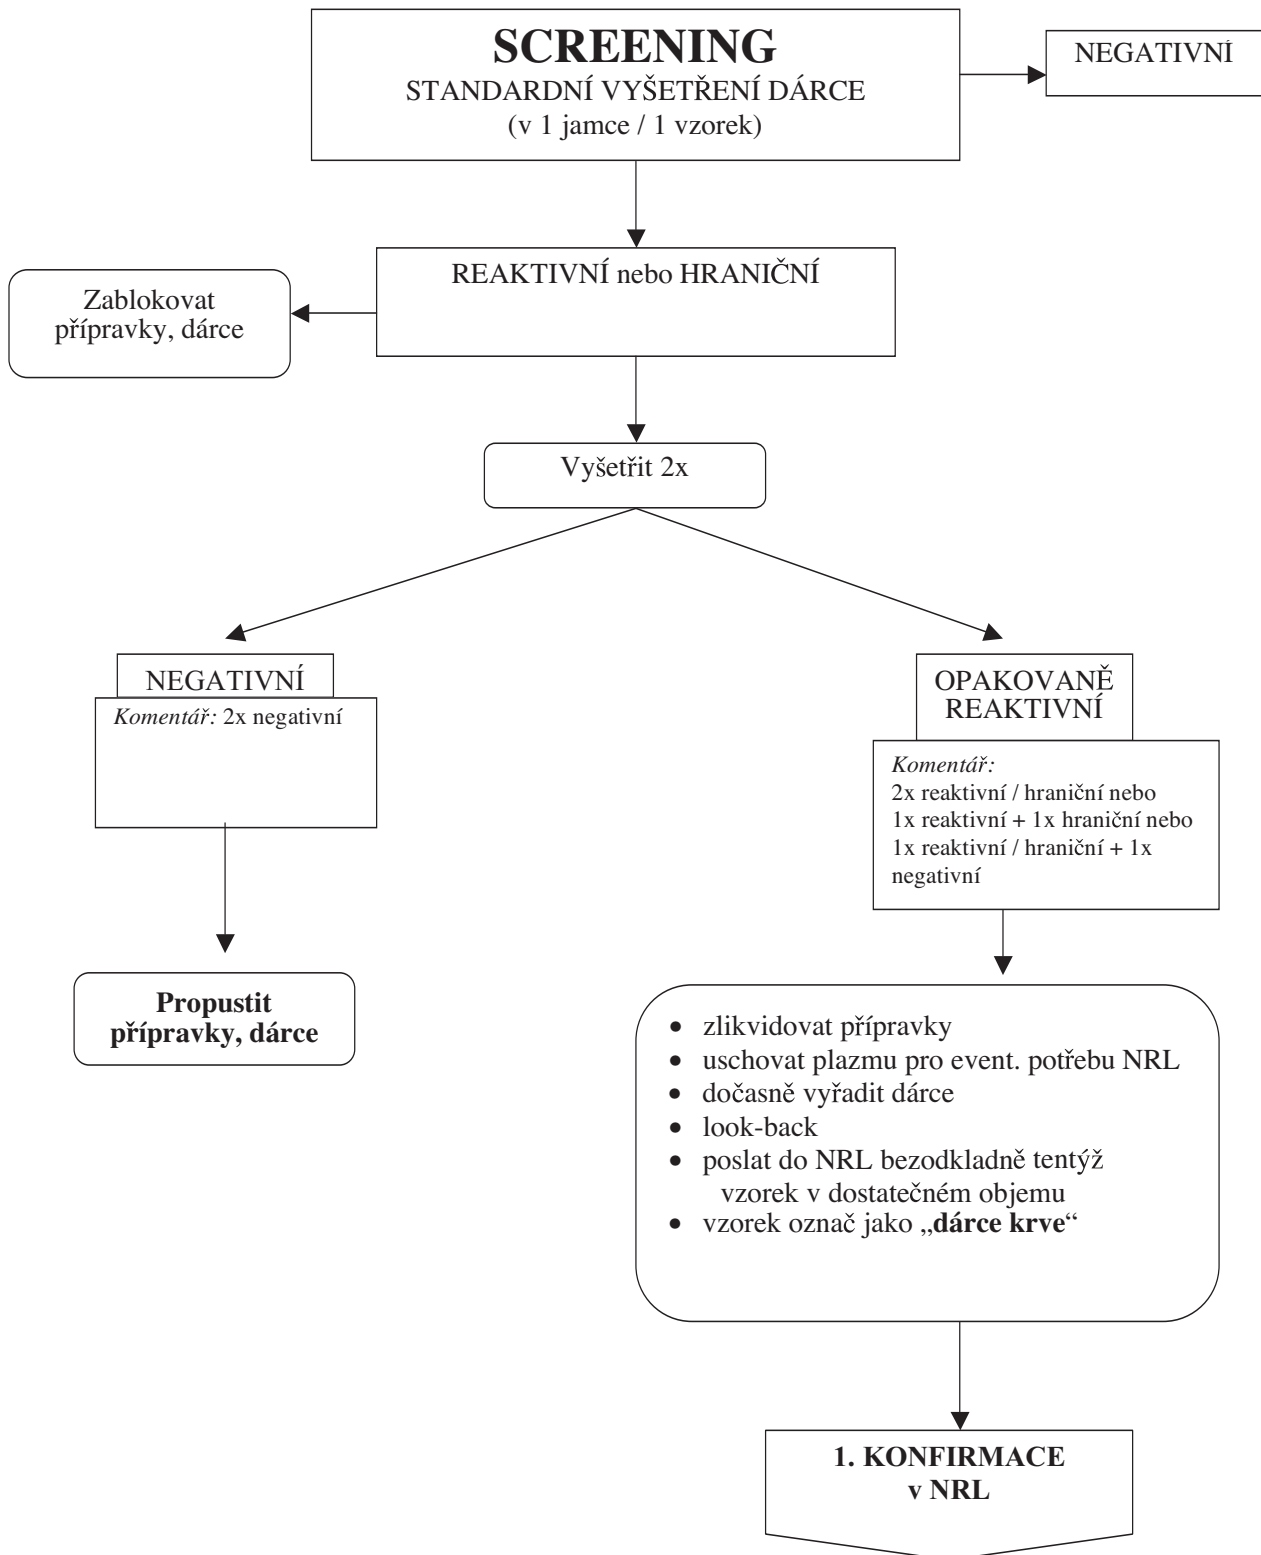 SCREENING
STANDARDNÍ VYŠETŘENÍ DÁRCE
(v 1 jamce / 1 vzorek)
NEGATIVNÍ
REAKTIVNÍ nebo HRANIČNÍ
Zablokovat
přípravky, dárce
Vyšetřit 2x
NEGATIVNÍ
Komentář: 2x negativní
OPAKOVANĚ
REAKTIVNÍ
Komentář:
2x reaktivní / hraniční nebo
1x reaktivní + 1x hraniční nebo
1x reaktivní / hraniční + 1x
negativní
Propustit
přípravky, dárce
• zlikvidovat přípravky
• uschovat plazmu pro event. potřebu NRL
• dočasně vyřadit dárce
• look-back
• poslat do NRL bezodkladně tentýž
vzorek v dostatečném objemu
• vzorek označ jako „dárce krve“
1. KONFIRMACE
v NRL